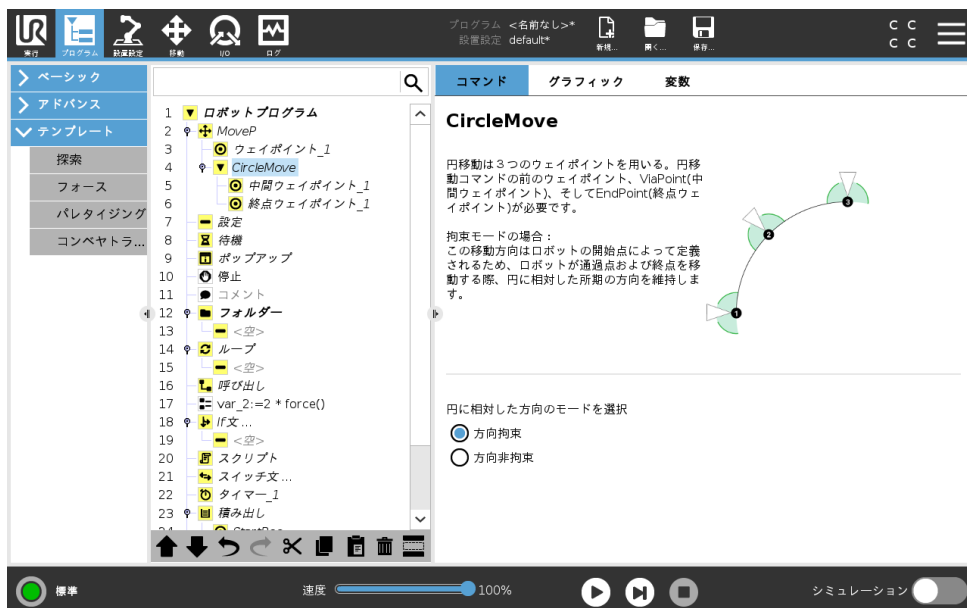 UR
実行
プログラム
設置設定
移動
I/O
ログ
プログラム <名前なし>*
設置設定 default*
新規...
開く...
保存...
C C
C C
ベーシック
アドバンス
テンプレート
探索
フォース
パレタイジング
コンベヤトラ...
1 ロボットプログラム
2 MoveP
3 ウェイポイント_1
4 CircleMove
5 中間ウェイポイント_1
6 終点ウェイポイント_1
7 設定
8 待機
9 ポップアップ
10 停止
11 コメント
12 フォルダー
13 <空>
14 ループ
15 <空>
16 呼び出し
17 var_2:=2 * force()
18 If文 ...
19 <空>
20 スクリプト
21 スイッチ文 ...
22 タイマー_1
23 積み出し
コマンド
グラフィック
変数
CircleMove
円移動は３つのウェイポイントを用いる。円移
動コマンドの前のウェイポイント、ViaPoint(中
間ウェイポイント)、そしてEndPoint(終点ウェ
イポイント)が必要です。
拘束モードの場合：
この移動方向はロボットの開始点によって定義
されるため、ロボットが通過点および終点を移
動する際、円に相対した所期の方向を維持しま
す。
3
2
1
円に相対した方向のモードを選択
方向拘束
方向非拘束
標準
速度
100%
シミュレーション